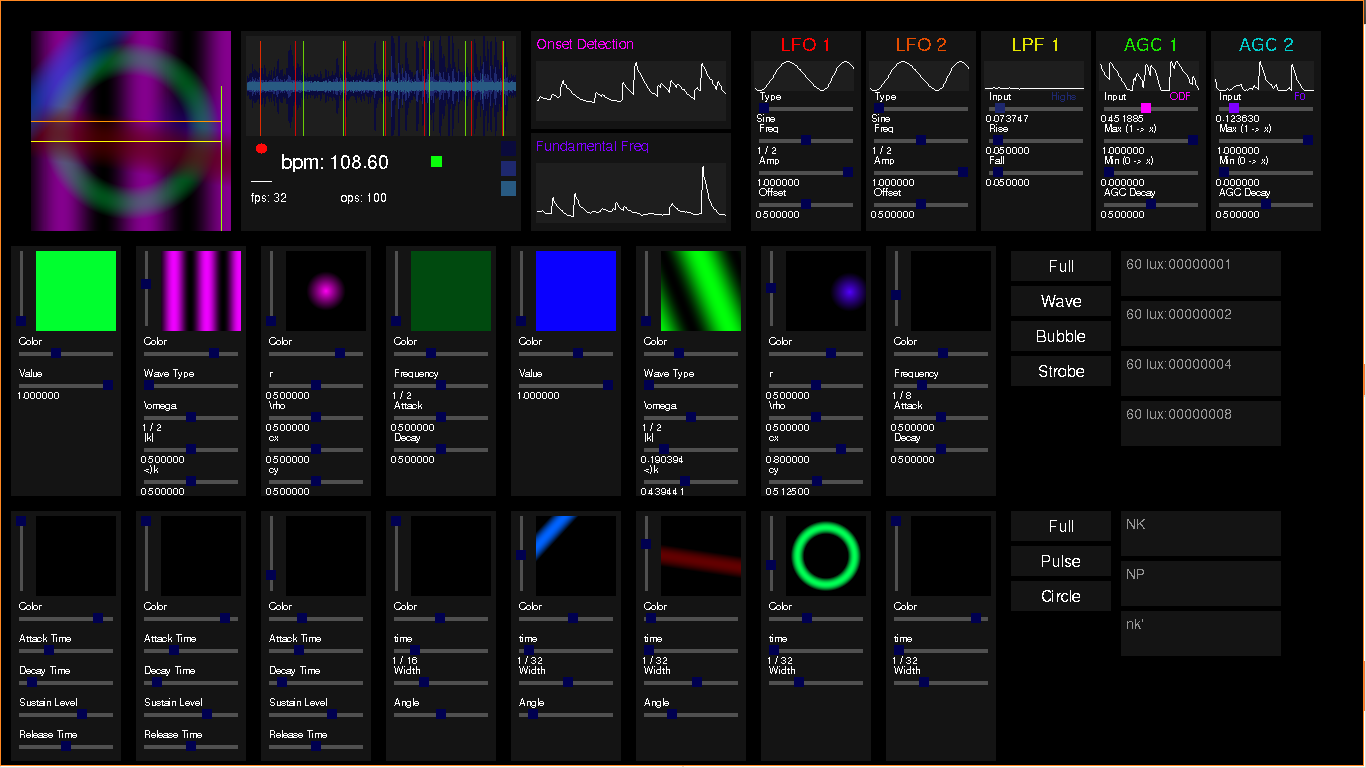 Onset Detection
Fundamental Freq
bpm: 108.60
fps: 32 ops: 100
LFO 1
Type
Sine
Freq
1 / 2
Amp
1.000000
Offset
0.500000
LFO 2
Type
Sine
Freq
1 / 2
Amp
1.000000
Offset
0.500000
LPF 1
Input Highs
0.073747
Rise
0.050000
Fall
0.050000
AGC 1
Input ODF
0.451885
Max (1 -> x)
1.000000
Min (0 -> x)
0.000000
AGC Decay
0.500000
AGC 2
Input F0
0.123630
Max (1 -> x)
1.000000
Min (0 -> x)
0.000000
AGC Decay
0.500000
Color
Value
1.000000
Color
Wave Type
\omega
1 / 2
|k|
0.500000
<)k
0.500000
Color
r
0.500000
\rho
0.500000
cx
0.500000
cy
0.500000
Color
Frequency
1 / 2
Attack
0.500000
Decay
0.500000
Color
Value
1.000000
Color
Wave Type
\omega
1 / 2
|k|
0.190394
<)k
0.439441
Color
r
0.500000
\rho
0.500000
cx
0.800000
cy
0.512500
Color
Frequency
1 / 8
Attack
0.500000
Decay
0.500000
Full
Wave
Bubble
Strobe
60 lux:00000001
60 lux:00000002
60 lux:00000004
60 lux:00000008
Color
Attack Time
Decay Time
Sustain Level
Release Time
Color
Attack Time
Decay Time
Sustain Level
Release Time
Color
Attack Time
Decay Time
Sustain Level
Release Time
Color
time
1 / 16
Width
Angle
Color
time
1 / 32
Width
Angle
Color
time
1 / 32
Width
Angle
Color
time
1 / 32
Width
Color
time
1 / 32
Width
Full
Pulse
Circle
NK
NP
nk'